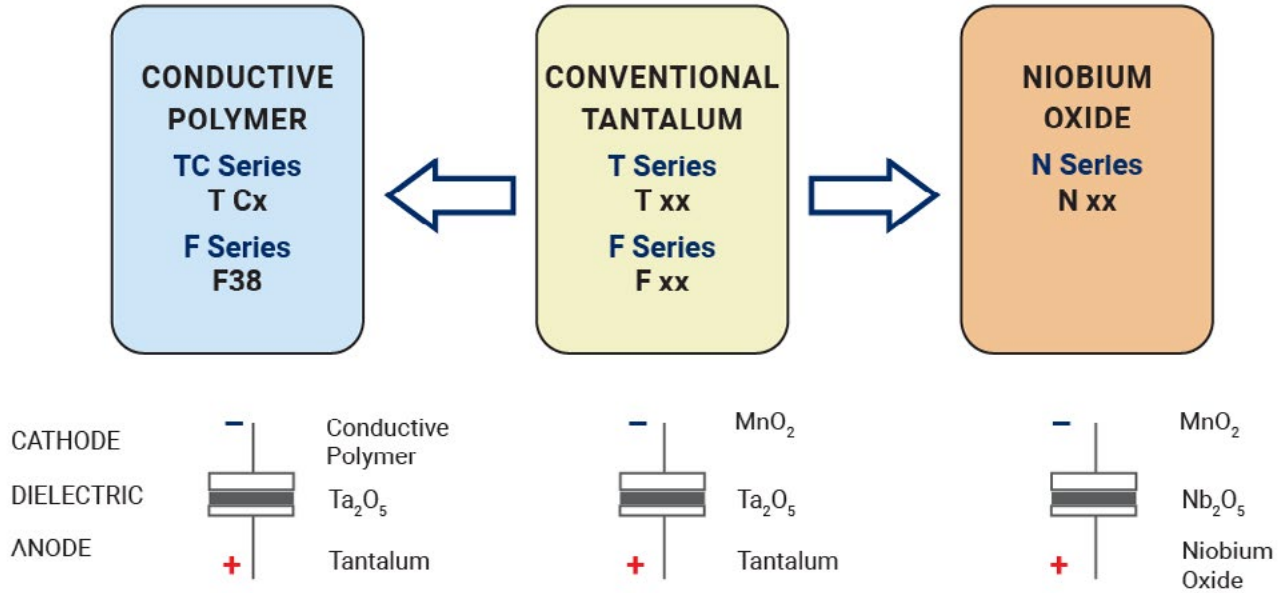 CONDUCTIVE
POLYMER
TC Series
T Cx
F Series
F38
CONVENTIONAL
TANTALUM
T Series
T xx
F Series
F xx
NIOBIUM
OXIDE
N Series
N xx
CATHODE
DIELECTRIC
ANODE
–
Conductive
Polymer
Ta₂O₅
+
Tantalum
–
MnO₂
Ta₂O₅
+
Tantalum
–
MnO₂
Nb₂O₅
+
Niobium
Oxide